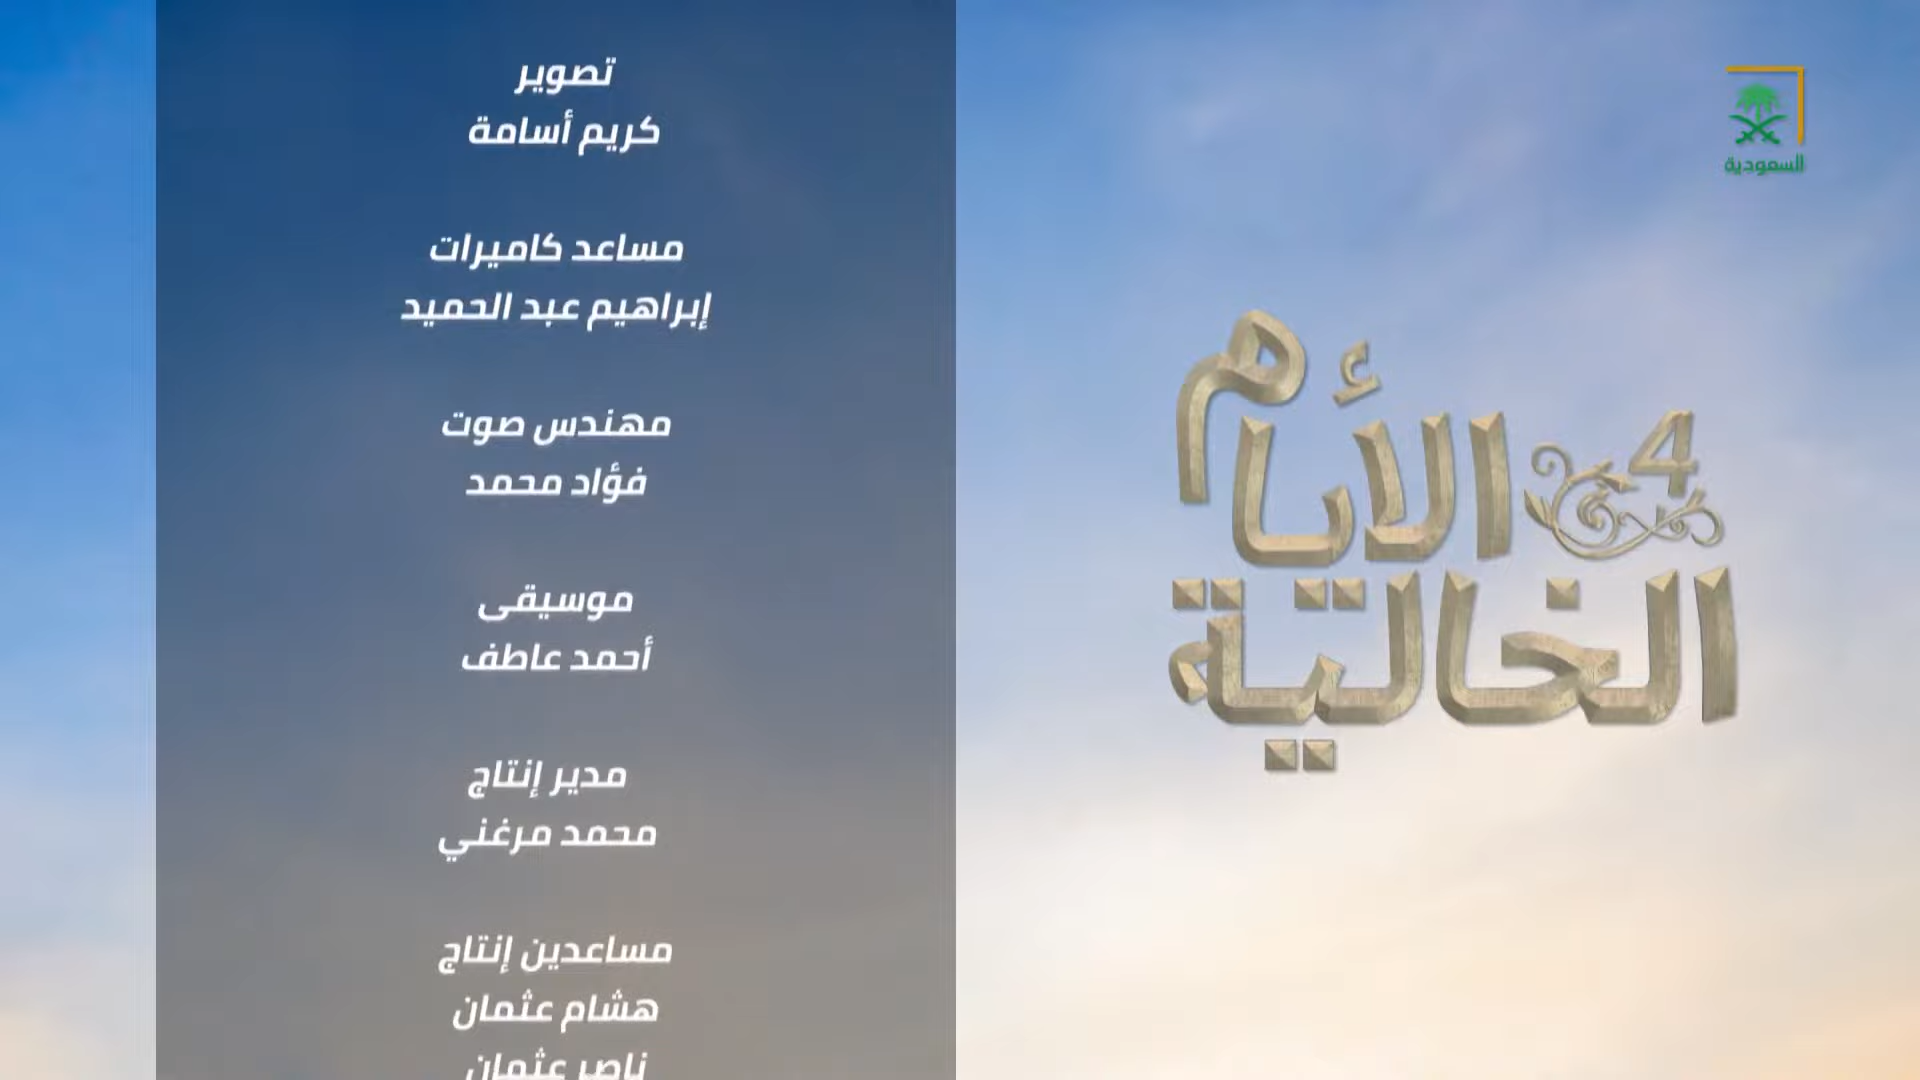 السعودية
4 الأيام
الخالية
تصوير
كريم أسامة
مساعد كاميرات
إبراهيم عبد الحميد
مهندس صوت
فؤاد محمد
موسيقى
أحمد عاطف
مدير إنتاج
محمد مرغني
مساعدين إنتاج
هشام عثمان
ناصر عثمان